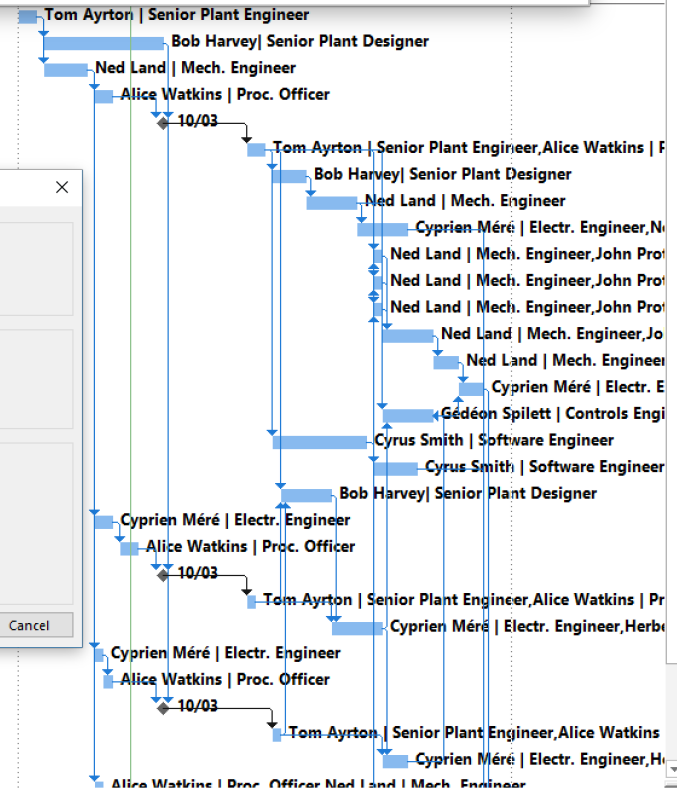 Tom Ayrton | Senior Plant Engineer
Bob Harvey| Senior Plant Designer
Ned Land | Mech. Engineer
Alice Watkins | Proc. Officer
10/03
Tom Ayrton | Senior Plant Engineer,Alice Watkins | P
Bob Harvey| Senior Plant Designer
Ned Land | Mech. Engineer
Cyprien Méré | Electr. Engineer,N
Ned Land | Mech. Engineer,John Prot
Ned Land | Mech. Engineer,John Prot
Ned Land | Mech. Engineer,John Prot
Ned Land | Mech. Engineer,Jo
Ned Land | Mech. Enginee
Cyprien Méré | Electr. E
Gédéon Spilett | Controls Engi
Cyrus Smith | Software Engineer
Cyrus Smith | Software Engineer
Bob Harvey| Senior Plant Designer
Cyprien Méré | Electr. Engineer
Alice Watkins | Proc. Officer
10/03
Tom Ayrton | Senior Plant Engineer,Alice Watkins | Pr
Cancel
Cyprien Méré | Electr. Engineer,Herbe
Cyprien Méré | Electr. Engineer
Alice Watkins | Proc. Officer
10/03
Tom Ayrton | Senior Plant Engineer,Alice Watkins
Cyprien Méré | Electr. Engineer,He
Alice Watkins | Proc. Officer,Ned Land | Mech. Engineer